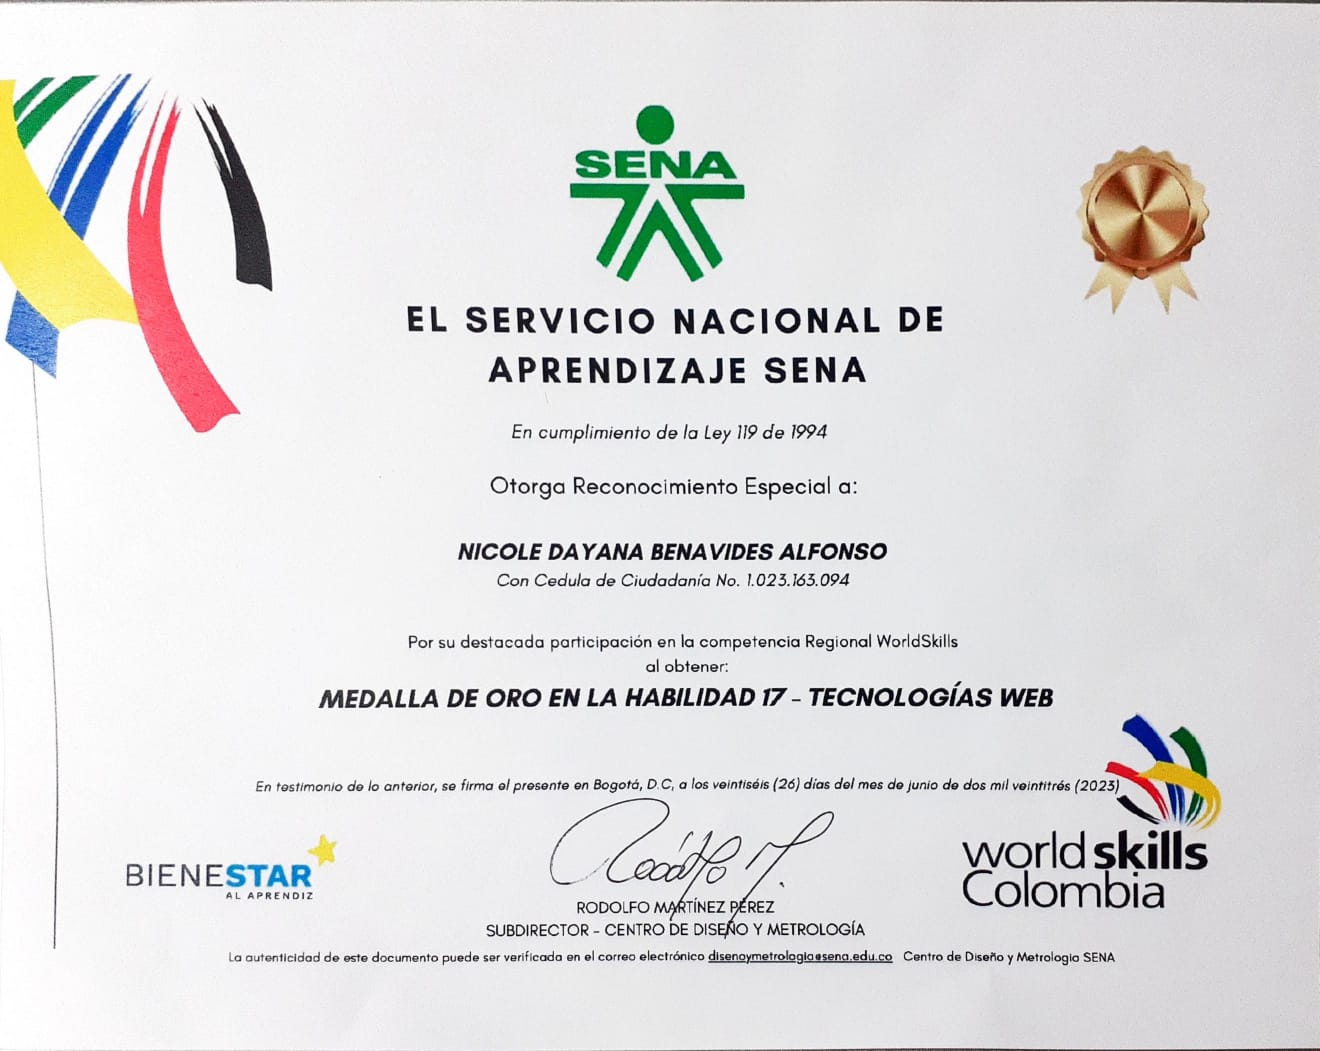 SENA
EL SERVICIO NACIONAL DE
APRENDIZAJE SENA
En cumplimiento de la Ley 119 de 1994
Otorga Reconocimiento Especial a:
NICOLE DAYANA BENAVIDES ALFONSO
Con Cedula de Ciudadanía No. 1.023.163.094
Por su destacada participación en la competencia Regional WorldSkills
al obtener:
MEDALLA DE ORO EN LA HABILIDAD 17 - TECNOLOGÍAS WEB
En testimonio de lo anterior, se firma el presente en Bogotá, D.C, a los veintiséis (26) días del mes de junio de dos mil veintitrés (2023)
BIENESTAR
AL APRENDIZ
Rodolfo M.
worldskills
Colombia
RODOLFO MARTÍNEZ PÉREZ
SUBDIRECTOR - CENTRO DE DISEÑO Y METROLOGÍA
La autenticidad de este documento puede ser verificada en el correo electrónico disenoymetrologia@sena.edu.co Centro de Diseño y Metrologia SENA